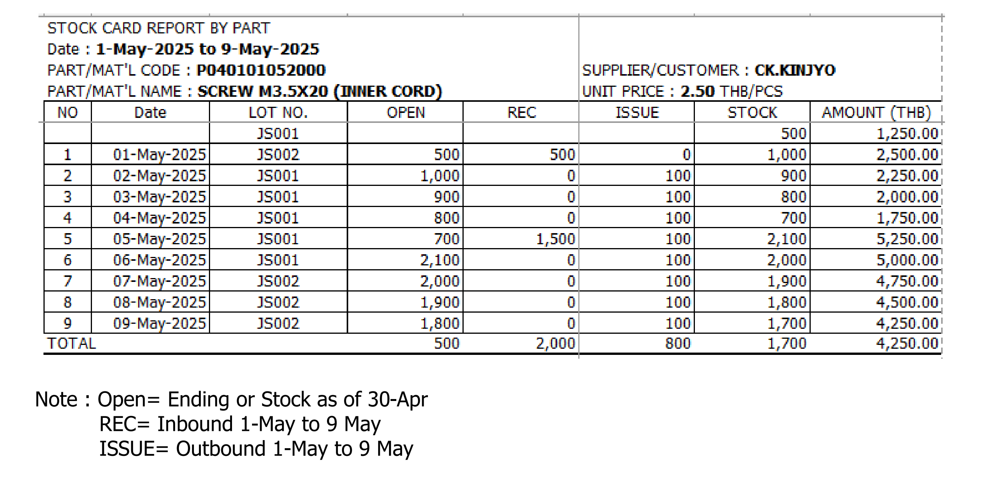 STOCK CARD REPORT BY PART
Date : 1-May-2025 to 9-May-2025
PART/MAT'L CODE : P040101052000 SUPPLIER/CUSTOMER : CK.KINJYO
PART/MAT'L NAME : SCREW M3.5X20 (INNER CORD) UNIT PRICE : 2.50 THB/PCS
NO Date LOT NO. OPEN REC ISSUE STOCK AMOUNT (THB)
JS001 500 1,250.00
1 01-May-2025 JS002 500 500 0 1,000 2,500.00
2 02-May-2025 JS001 1,000 0 100 900 2,250.00
3 03-May-2025 JS001 900 0 100 800 2,000.00
4 04-May-2025 JS001 800 0 100 700 1,750.00
5 05-May-2025 JS001 700 1,500 100 2,100 5,250.00
6 06-May-2025 JS001 2,100 0 100 2,000 5,000.00
7 07-May-2025 JS002 2,000 0 100 1,900 4,750.00
8 08-May-2025 JS002 1,900 0 100 1,800 4,500.00
9 09-May-2025 JS002 1,800 0 100 1,700 4,250.00
TOTAL 500 2,000 800 1,700 4,250.00
Note : Open= Ending or Stock as of 30-Apr
REC= Inbound 1-May to 9 May
ISSUE= Outbound 1-May to 9 May